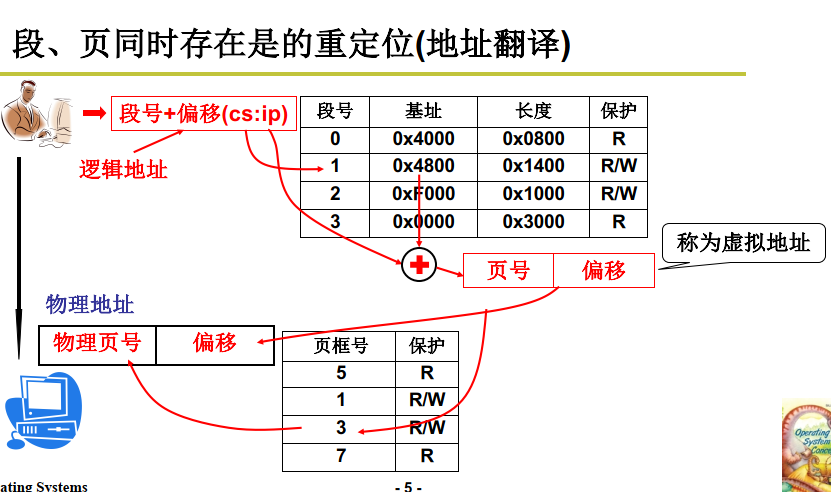 段、页同时存在是的重定位(地址翻译)
段号+偏移(cs:ip)
逻辑地址
段号 基址 长度 保护
0 0x4000 0x0800 R
1 0x4800 0x1400 R/W
2 0xF000 0x1000 R/W
3 0x0000 0x3000 R
称为虚拟地址
页号 偏移
物理地址
物理页号 偏移
页框号 保护
5 R
1 R/W
3 R/W
7 R
Operating
System
Conce
ating Systems
- 5 -